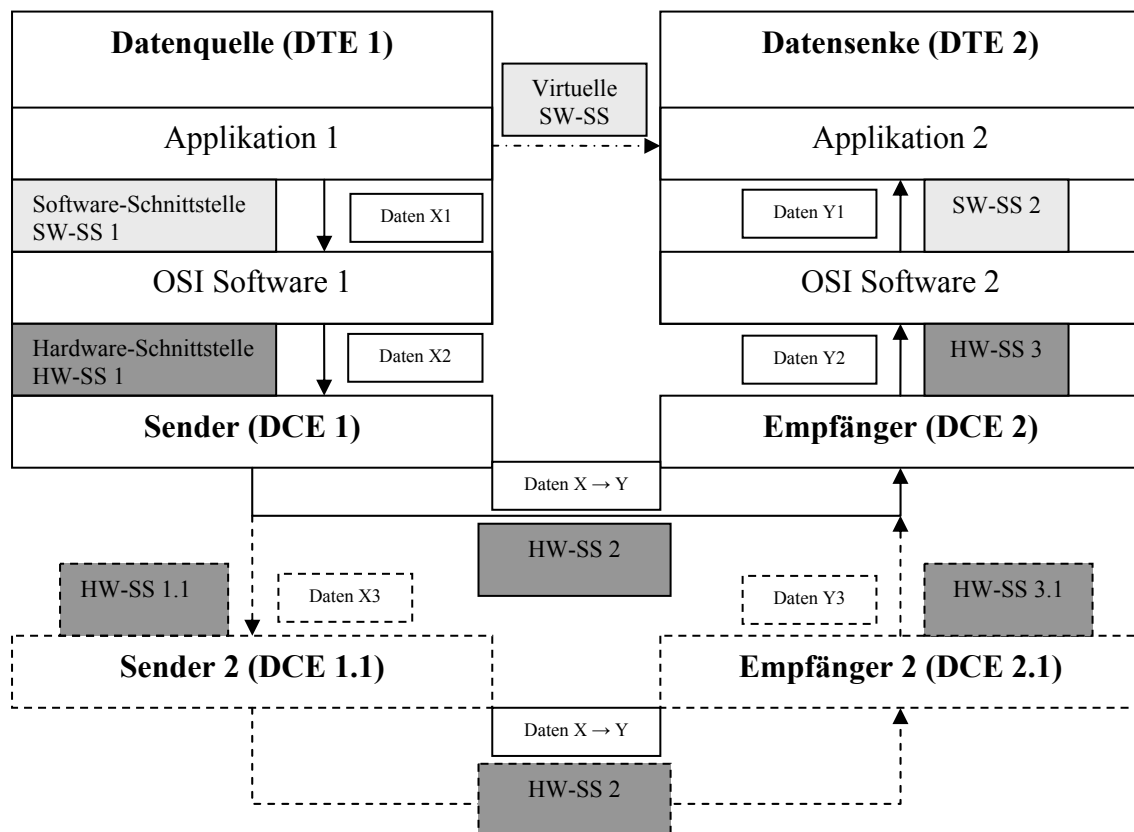 Datenquelle (DTE 1)
Datensenke (DTE 2)
Virtuelle
SW-SS
Applikation 1
Applikation 2
Software-Schnittstelle
SW-SS 1
Daten X1
Daten Y1
SW-SS 2
OSI Software 1
OSI Software 2
Hardware-Schnittstelle
HW-SS 1
Daten X2
Daten Y2
HW-SS 3
Sender (DCE 1)
Empfänger (DCE 2)
Daten X → Y
HW-SS 2
HW-SS 1.1
Daten X3
Daten Y3
HW-SS 3.1
Sender 2 (DCE 1.1)
Empfänger 2 (DCE 2.1)
Daten X → Y
HW-SS 2